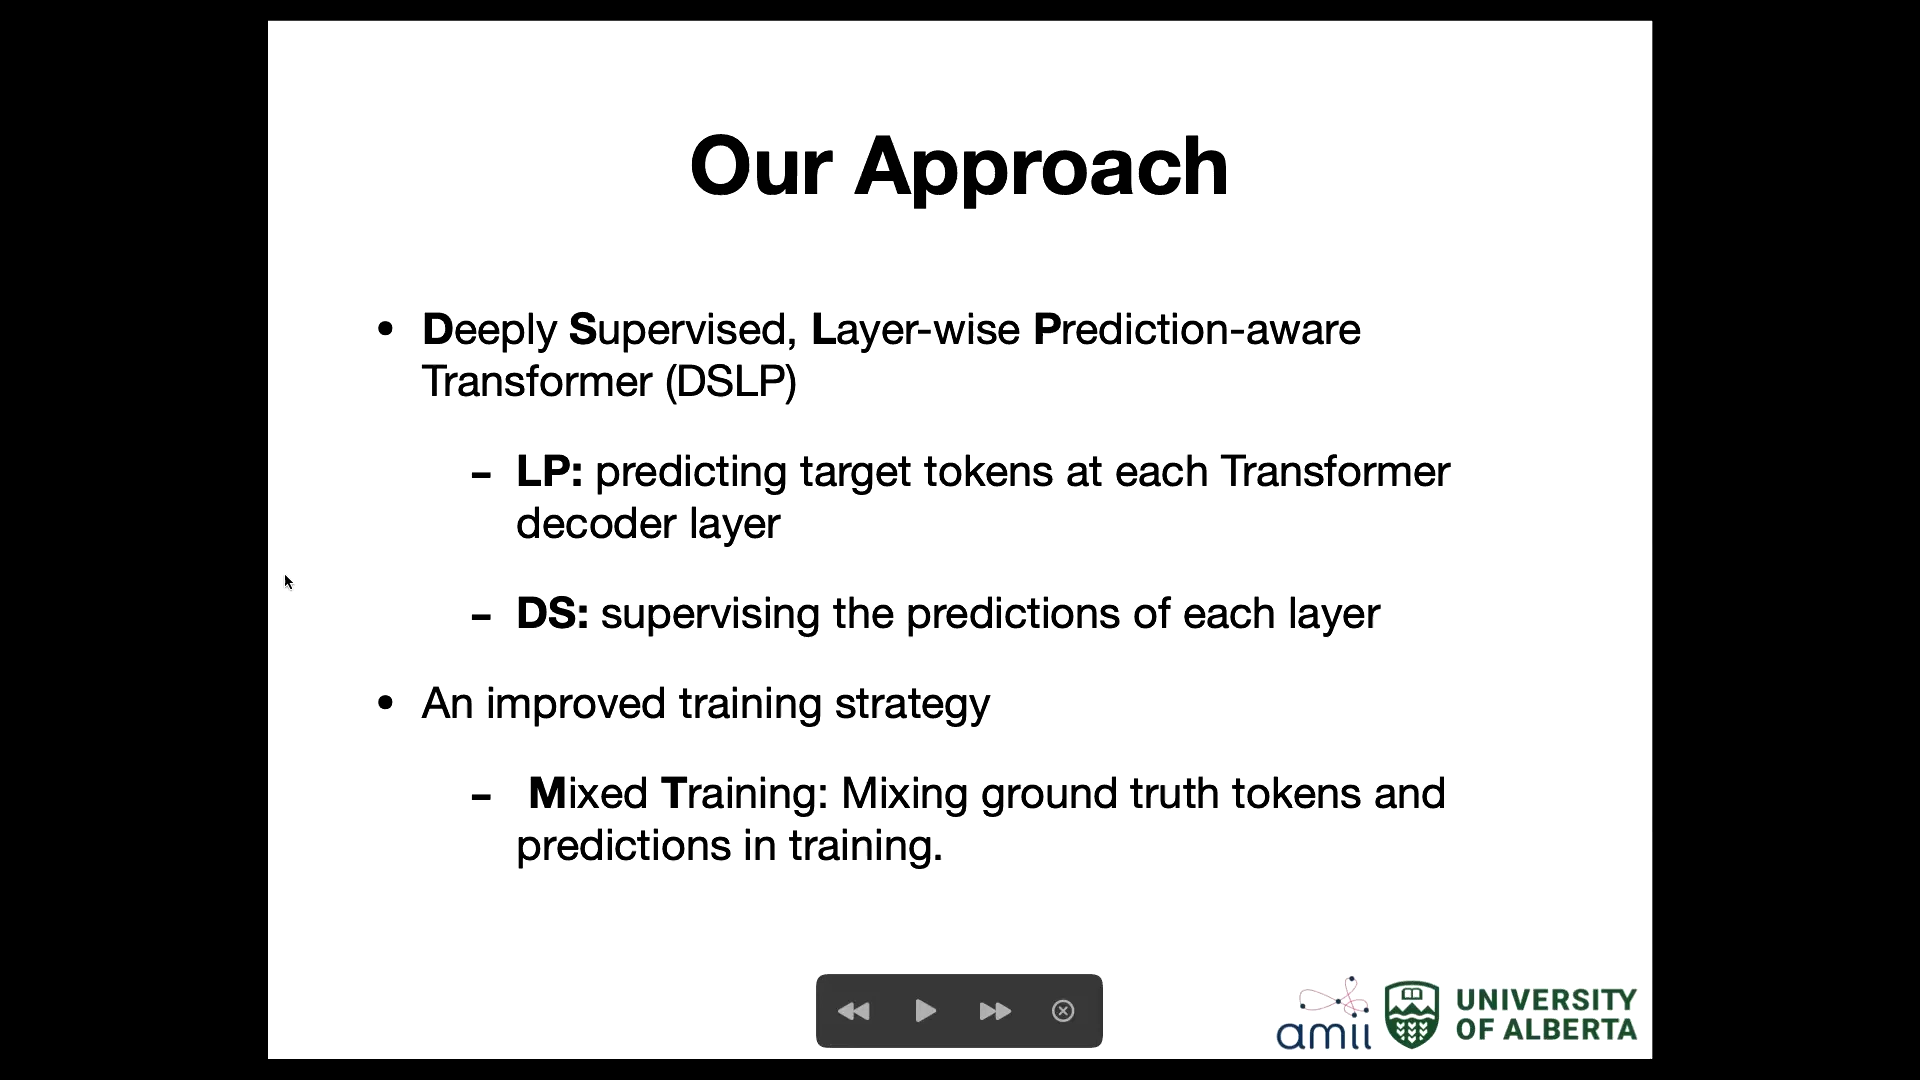 Our Approach
• Deeply Supervised, Layer-wise Prediction-aware
Transformer (DSLP)
– LP: predicting target tokens at each Transformer
decoder layer
– DS: supervising the predictions of each layer
• An improved training strategy
– Mixed Training: Mixing ground truth tokens and
predictions in training.
amii
UNIVERSITY
OF ALBERTA